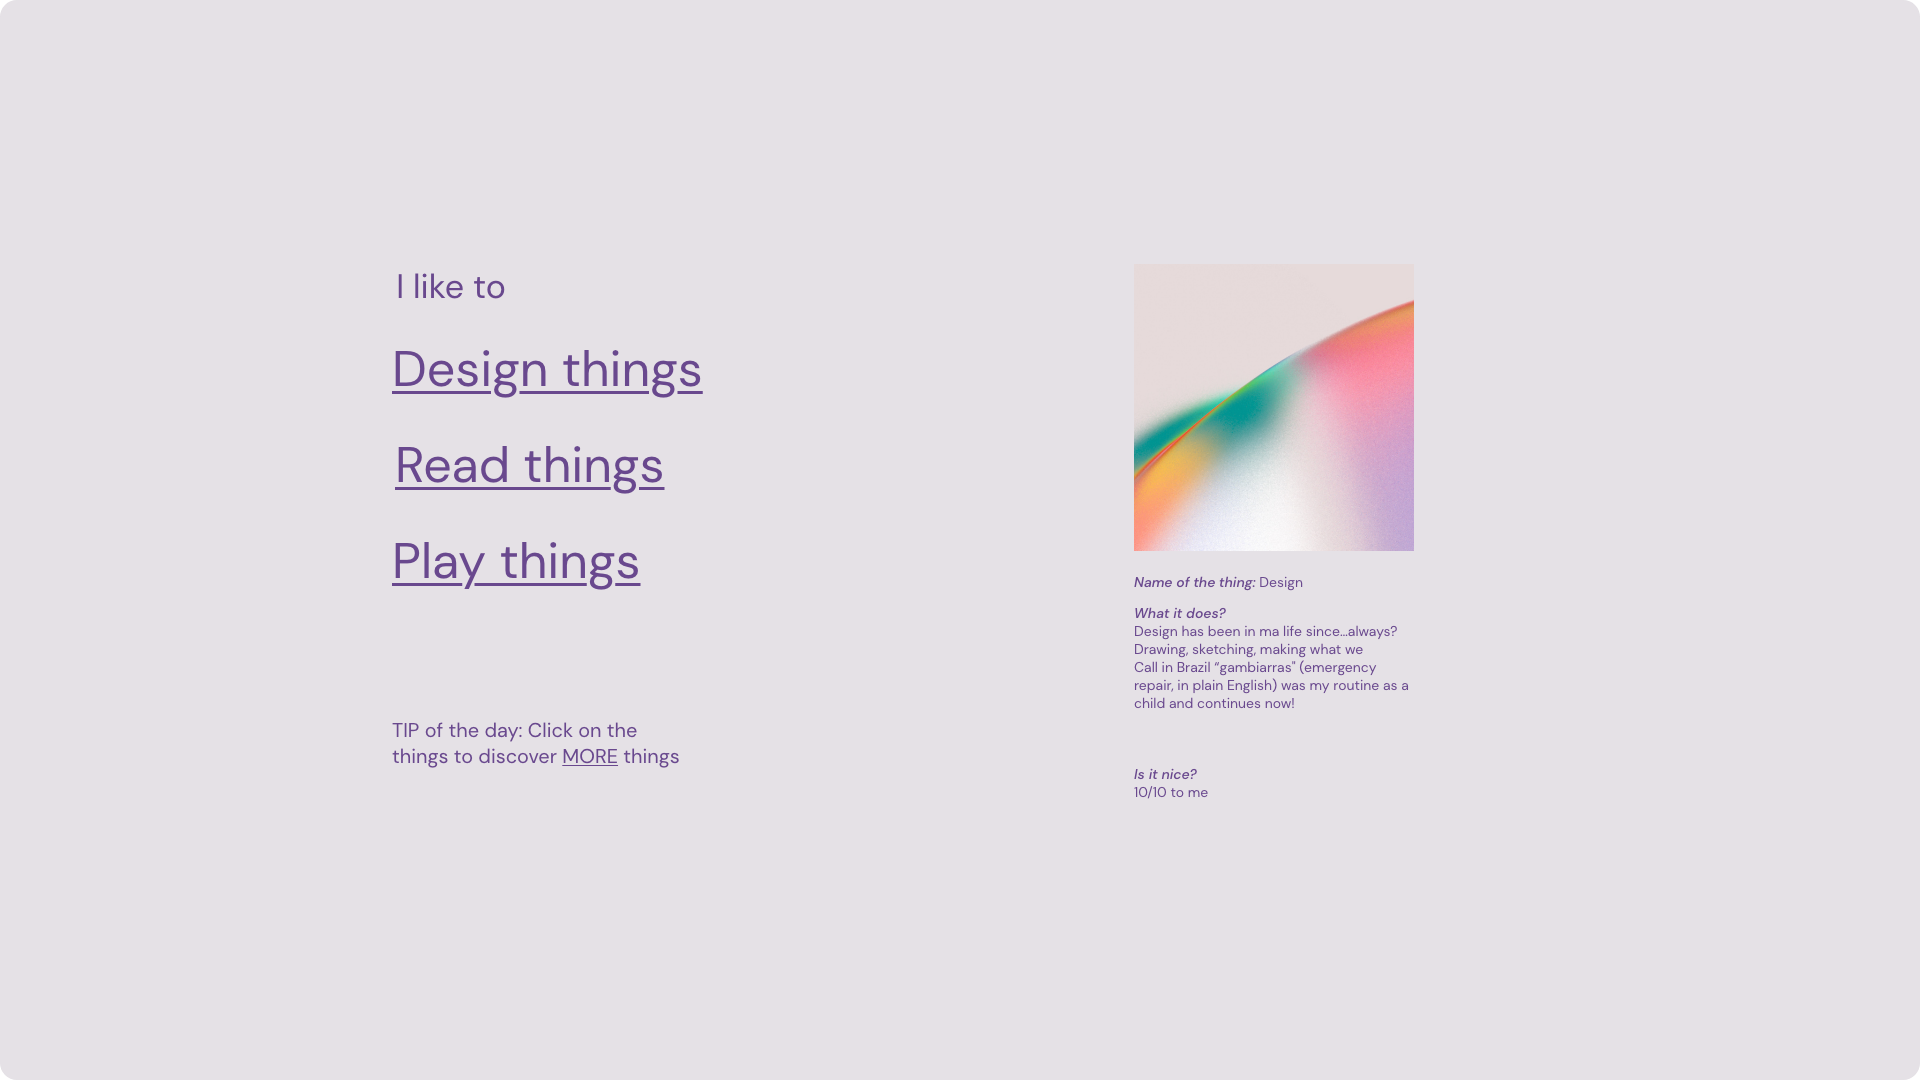 I like to
Design things
Read things
Play things
TIP of the day: Click on the
things to discover MORE things
Name of the thing: Design
What it does?
Design has been in ma life since...always?
Drawing, sketching, making what we
Call in Brazil “gambiarras" (emergency
repair, in plain English) was my routine as a
child and continues now!
Is it nice?
10/10 to me